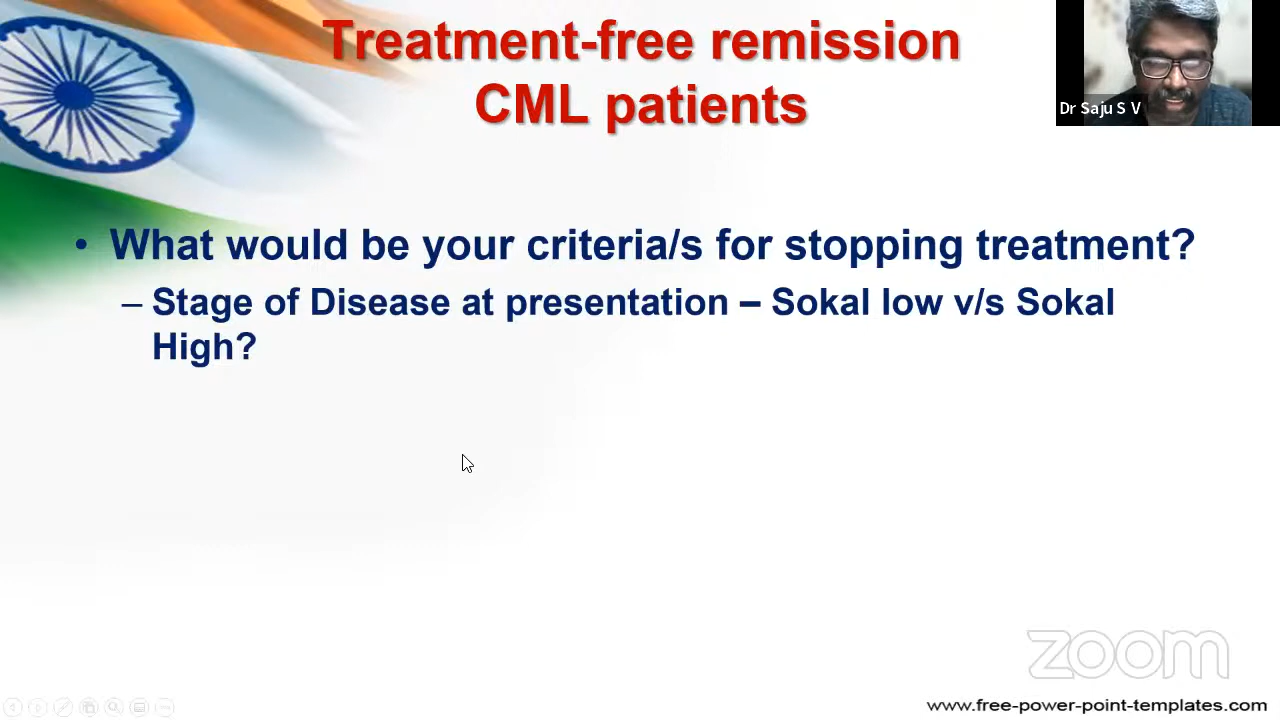 Treatment-free remission
CML patients
Dr Saju S V
• What would be your criteria/s for stopping treatment?
– Stage of Disease at presentation – Sokal low v/s Sokal
High?
zoom
www.free-power-point-templates.com